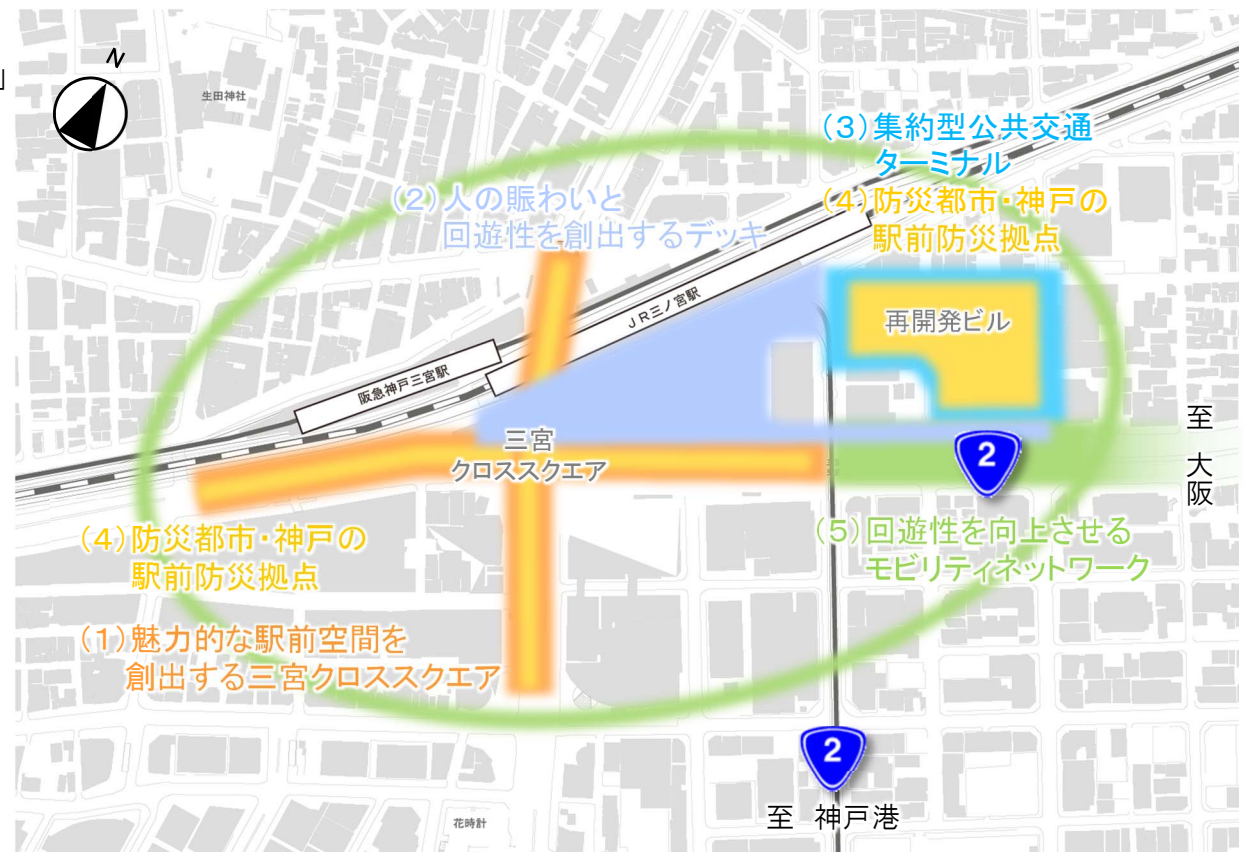 」
N
生田神社
(3)集約型公共交通
ターミナル
(2)人の賑わいと
回遊性を創出するデッキ
(4)防災都市・神戸の
駅前防災拠点
JR三ノ宮駅
再開発ビル
阪急神戸三宮駅
三宮
クロススクエア
2
至 大阪
(4)防災都市・神戸の
駅前防災拠点
(5)回遊性を向上させる
モビリティネットワーク
(1)魅力的な駅前空間を
創出する三宮クロススクエア
2
至 神戸港
花時計